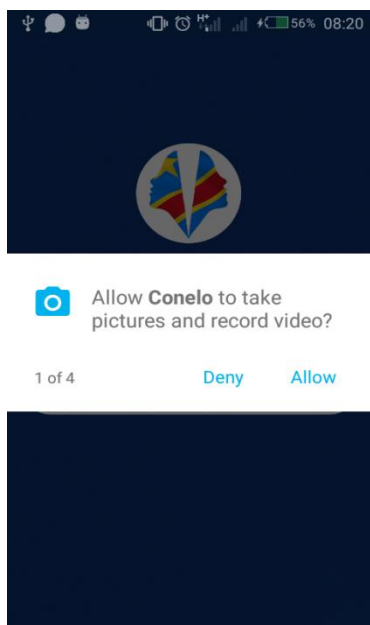 H+ 56% 08:20
Allow Conelo to take
pictures and record video?
1 of 4 Deny Allow